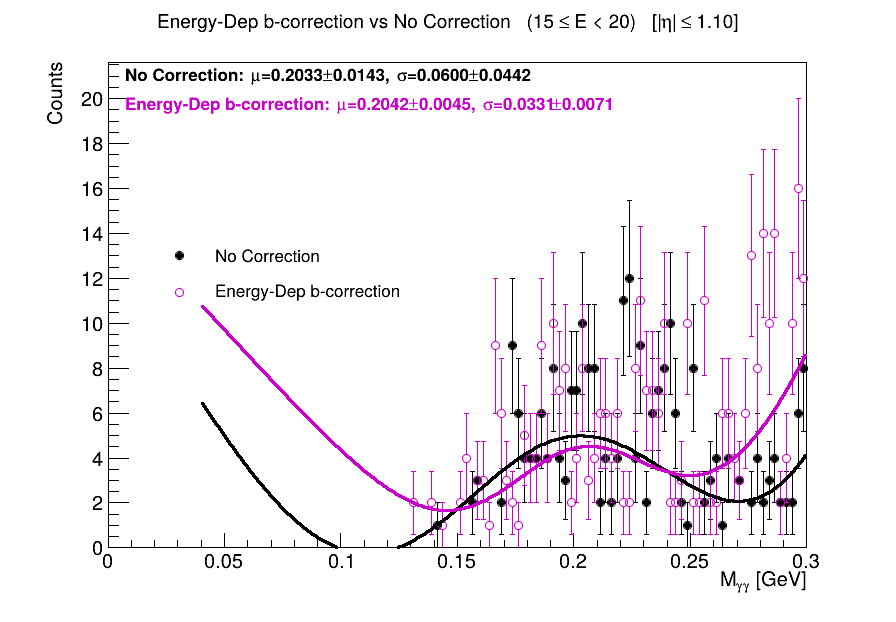 Energy-Dep b-correction vs No Correction (15 ≤ E < 20) [|η| ≤ 1.10]
Counts
No Correction: μ=0.2033±0.0143, σ=0.0600±0.0442
Energy-Dep b-correction: μ=0.2042±0.0045, σ=0.0331±0.0071
No Correction
Energy-Dep b-correction
20
18
16
14
12
10
8
6
4
2
0
0 0.05 0.1 0.15 0.2 0.25 0.3
M_γγ [GeV]